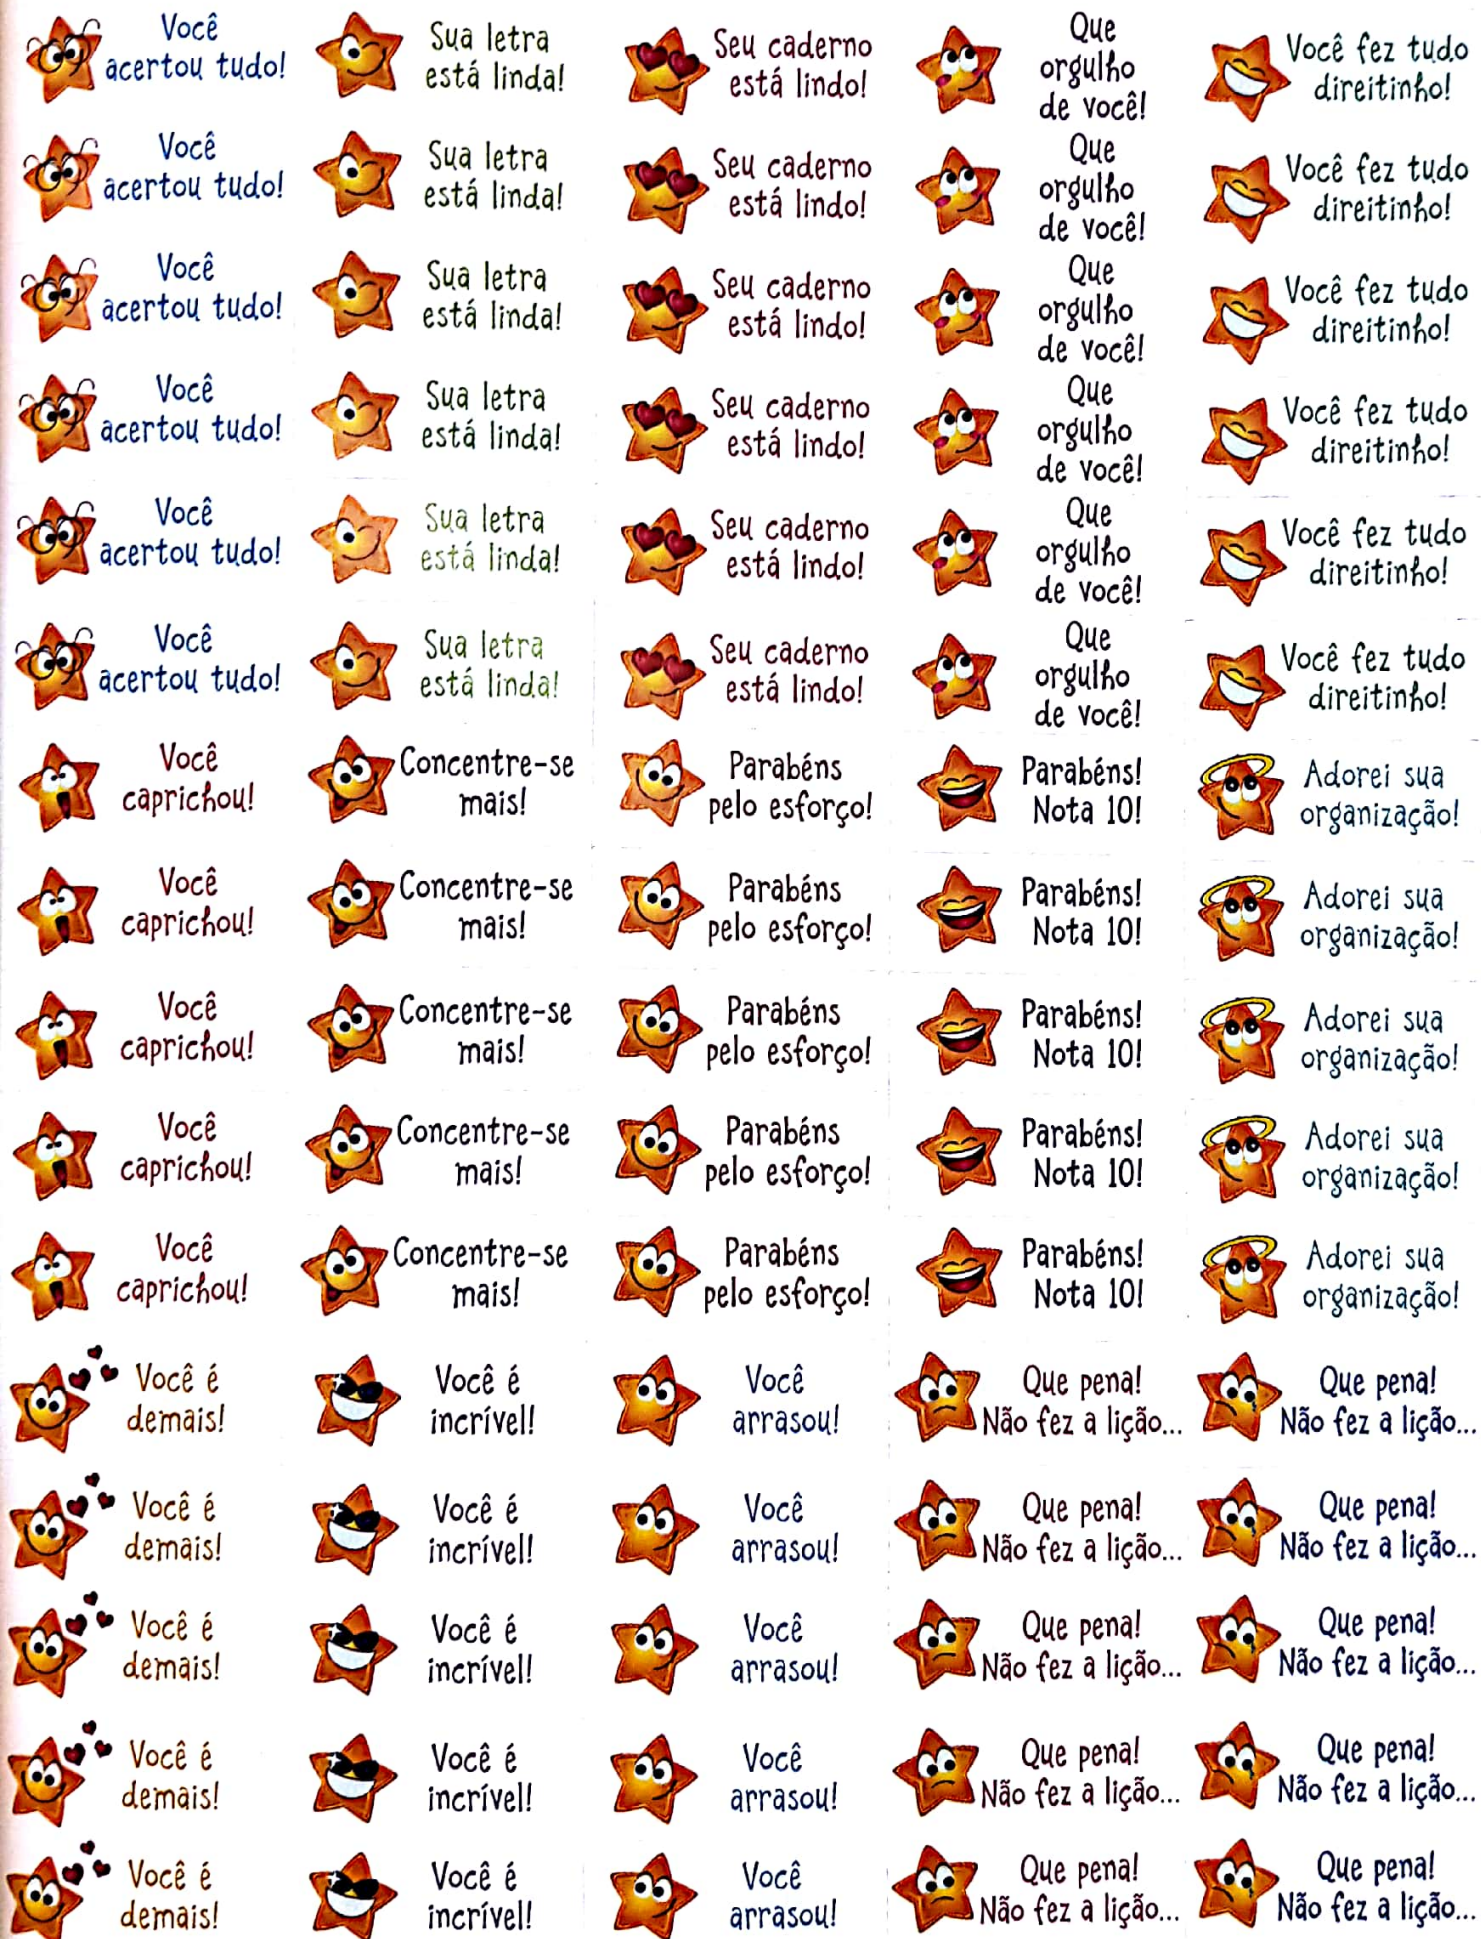 Você
acertou tudo!
Sua letra
está linda!
Seu caderno
está lindo!
Que
orgulho
de você!
Você fez tudo
direitinho!
Você
acertou tudo!
Sua letra
está linda!
Seu caderno
está lindo!
Que
orgulho
de você!
Você fez tudo
direitinho!
Você
acertou tudo!
Sua letra
está linda!
Seu caderno
está lindo!
Que
orgulho
de você!
Você fez tudo
direitinho!
Você
acertou tudo!
Sua letra
está linda!
Seu caderno
está lindo!
Que
orgulho
de você!
Você fez tudo
direitinho!
Você
acertou tudo!
Sua letra
está linda!
Seu caderno
está lindo!
Que
orgulho
de você!
Você fez tudo
direitinho!
Você
acertou tudo!
Sua letra
está linda!
Seu caderno
está lindo!
Que
orgulho
de você!
Você fez tudo
direitinho!
Você
caprichou!
Concentre-se
mais!
Parabéns
pelo esforço!
Parabéns!
Nota 10!
Adorei sua
organização!
Você
caprichou!
Concentre-se
mais!
Parabéns
pelo esforço!
Parabéns!
Nota 10!
Adorei sua
organização!
Você
caprichou!
Concentre-se
mais!
Parabéns
pelo esforço!
Parabéns!
Nota 10!
Adorei sua
organização!
Você
caprichou!
Concentre-se
mais!
Parabéns
pelo esforço!
Parabéns!
Nota 10!
Adorei sua
organização!
Você
caprichou!
Concentre-se
mais!
Parabéns
pelo esforço!
Parabéns!
Nota 10!
Adorei sua
organização!
Você é
demais!
Você é
incrível!
Você
arrasou!
Que pena!
Não fez a lição...
Que pena!
Não fez a lição...
Você é
demais!
Você é
incrível!
Você
arrasou!
Que pena!
Não fez a lição...
Que pena!
Não fez a lição...
Você é
demais!
Você é
incrível!
Você
arrasou!
Que pena!
Não fez a lição...
Que pena!
Não fez a lição...
Você é
demais!
Você é
incrível!
Você
arrasou!
Que pena!
Não fez a lição...
Que pena!
Não fez a lição...
Você é
demais!
Você é
incrível!
Você
arrasou!
Que pena!
Não fez a lição...
Que pena!
Não fez a lição...